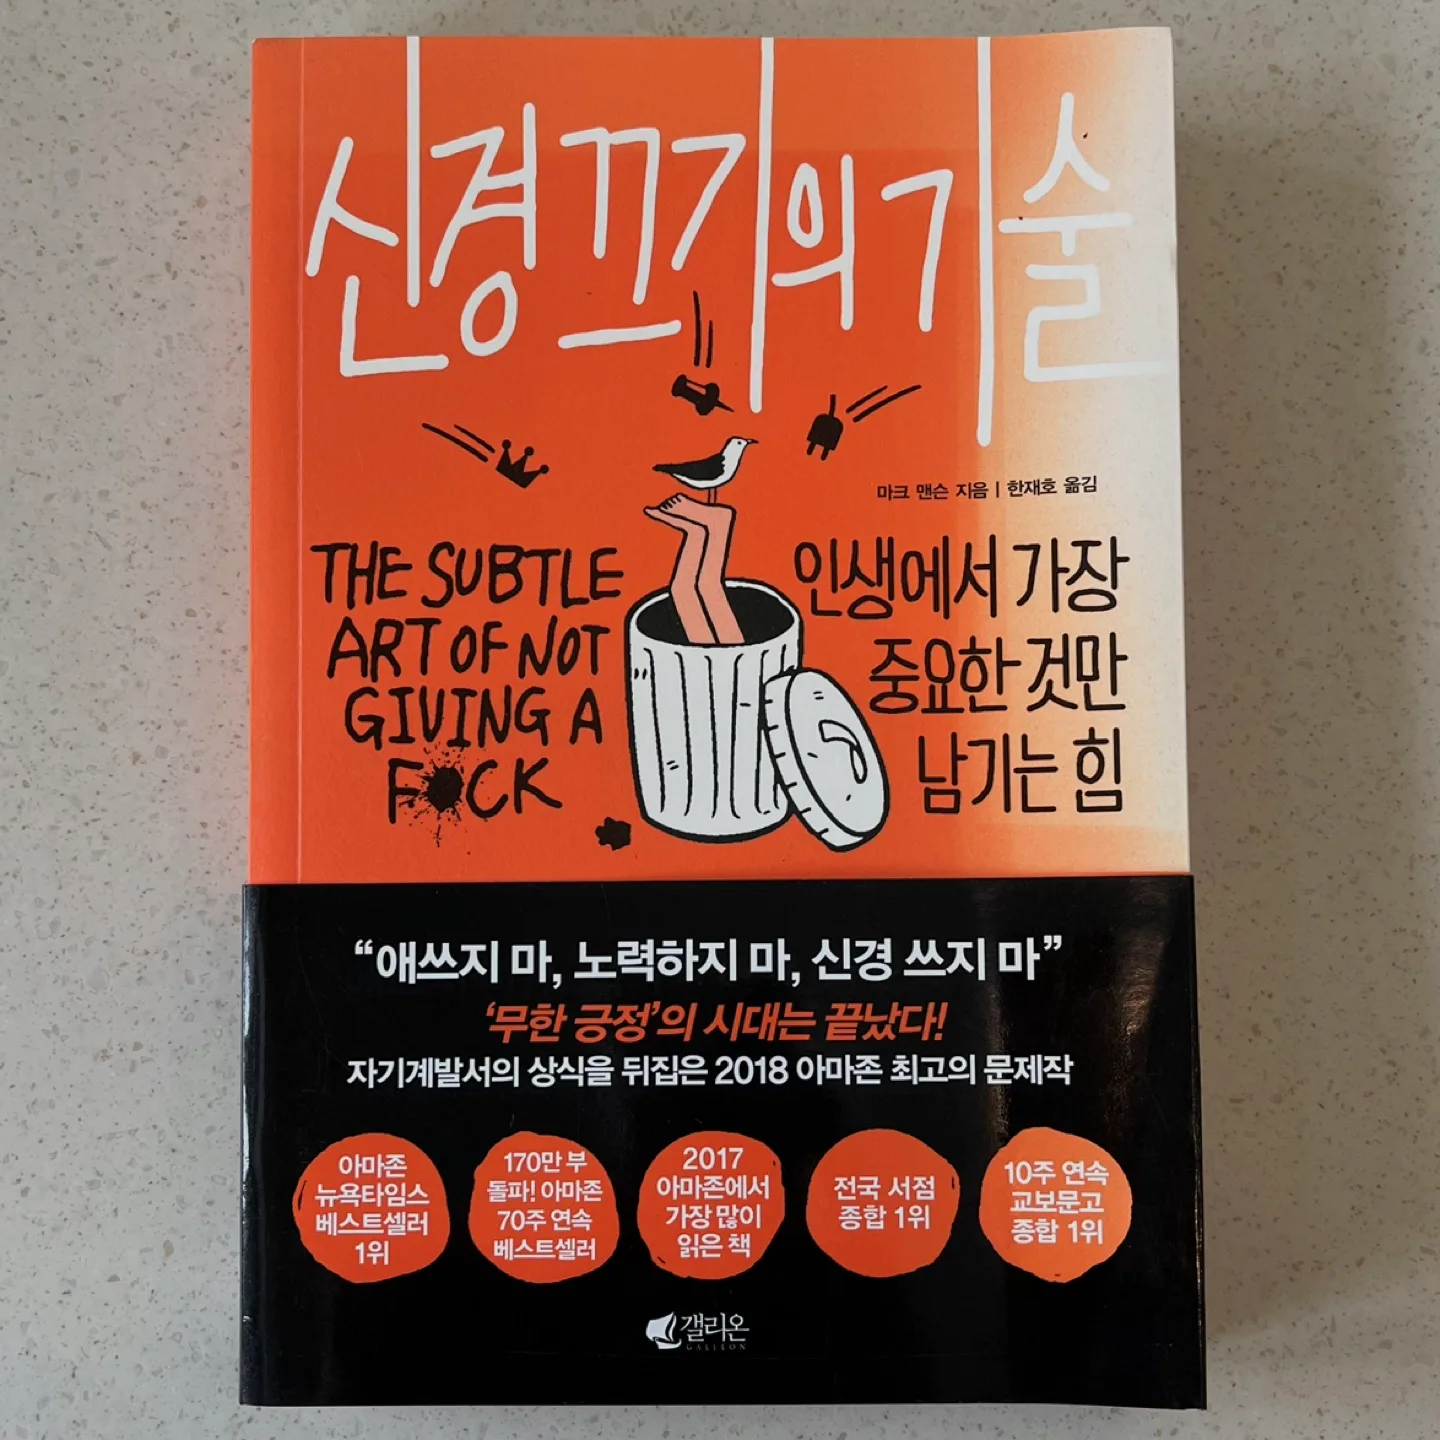 신경 끄기의 기술
마크 맨슨 지음 | 한재호 옮김
THE SUBTLE
ART OF NOT
GIVING A
F CK
인생에서 가장
중요한 것만
남기는 힘
“애쓰지 마, 노력하지 마, 신경 쓰지 마”
‘무한 긍정’의 시대는 끝났다!
자기계발서의 상식을 뒤집은 2018 아마존 최고의 문제작
아마존
뉴욕타임스
베스트셀러
1위
170만 부
돌파! 아마존
70주 연속
베스트셀러
2017
아마존에서
가장 많이
읽은 책
전국 서점
종합 1위
10주 연속
교보문고
종합 1위
갤리온
GALLEON